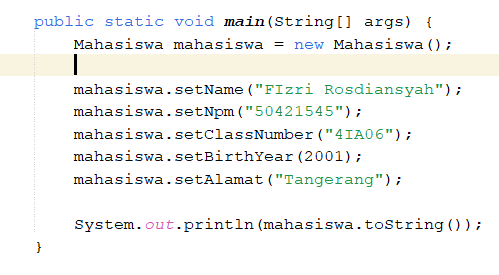 public static void main(String[] args) {
Mahasiswa mahasiswa = new Mahasiswa();
mahasiswa.setName("FIzri Rosdiansyah");
mahasiswa.setNpm("50421545");
mahasiswa.setClassNumber("4IA06");
mahasiswa.setBirthYear(2001);
mahasiswa.setAlamat("Tangerang");
System.out.println(mahasiswa.toString());
}